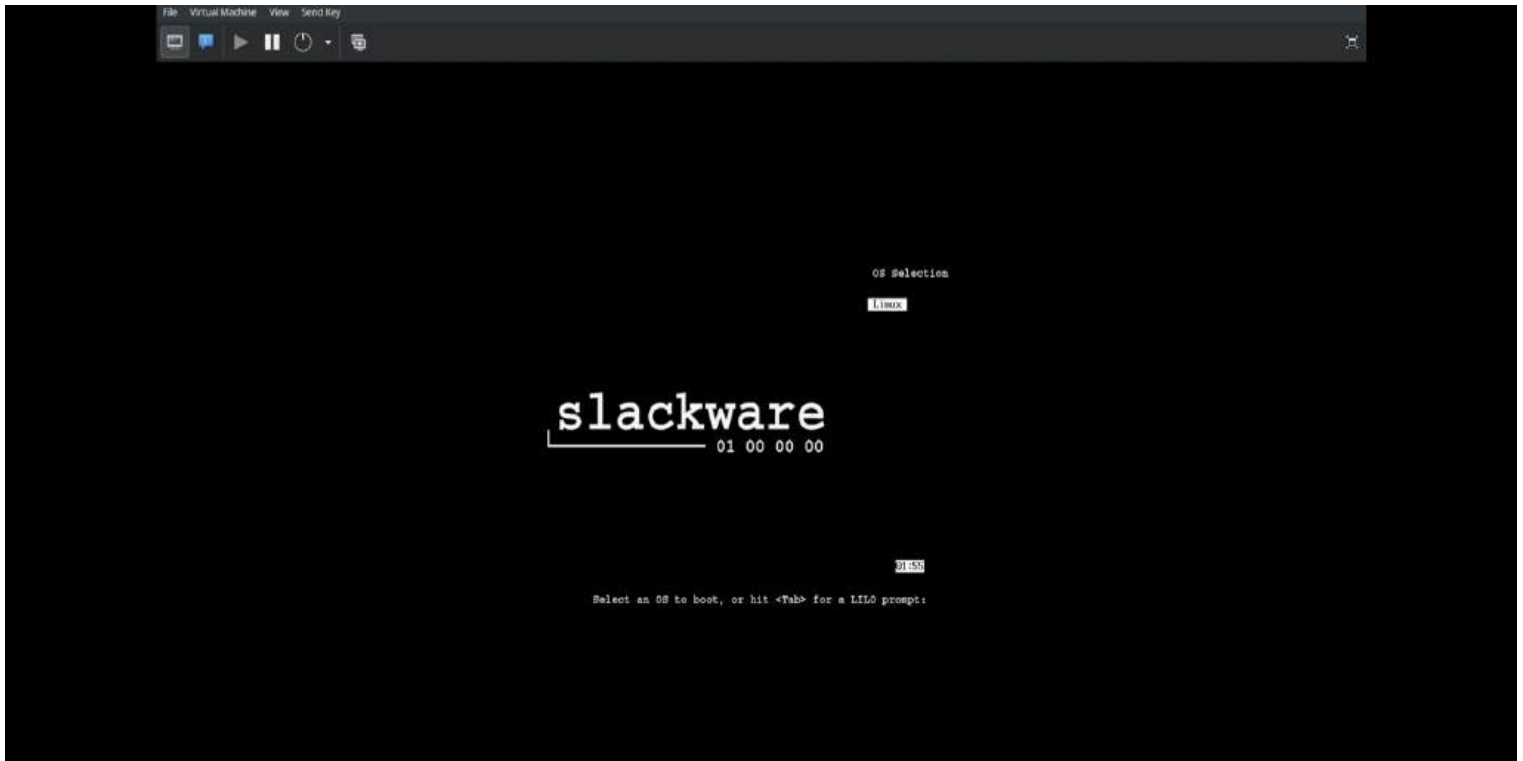 File Virtual Machine View Send Key
OS Selection
Linux
slackware
01 00 00 00
01:55
Select an OS to boot, or hit <Tab> for a LILO prompt: